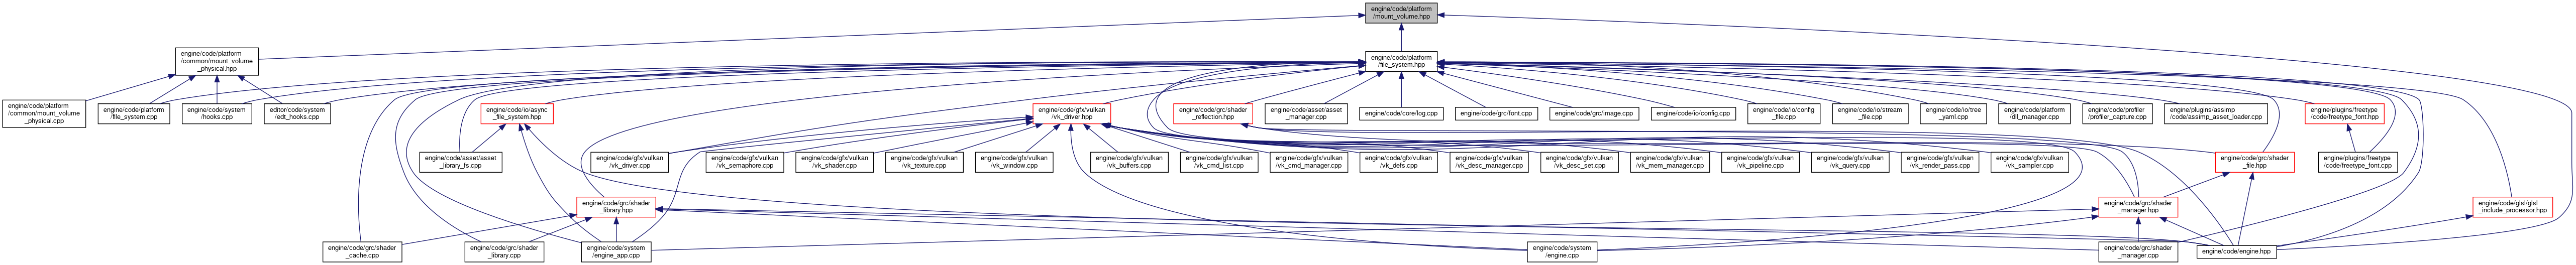 engine/code/platform
/mount_volume.hpp
engine/code/platform
/common/mount_volume
_physical.hpp
engine/code/platform
/file_system.hpp
engine/code/platform
/common/mount_volume
_physical.cpp
engine/code/platform
/file_system.cpp
engine/code/system
/hooks.cpp
editor/code/system
/edt_hooks.cpp
engine/code/io/async
_file_system.hpp
engine/code/gfx/vulkan
/vk_driver.hpp
engine/code/grc/shader
_reflection.hpp
engine/code/asset/asset
_manager.cpp
engine/code/core/log.cpp
engine/code/grc/font.cpp
engine/code/grc/image.cpp
engine/code/io/config.cpp
engine/code/io/config
_file.cpp
engine/code/io/stream
_file.cpp
engine/code/io/tree
_yaml.cpp
engine/code/platform
/dll_manager.cpp
engine/code/profiler
/profiler_capture.cpp
engine/plugins/assimp
/code/assimp_asset_loader.cpp
engine/plugins/freetype
/code/freetype_font.hpp
engine/code/asset/asset
_library_fs.cpp
engine/code/gfx/vulkan
/vk_driver.cpp
engine/code/gfx/vulkan
/vk_semaphore.cpp
engine/code/gfx/vulkan
/vk_shader.cpp
engine/code/gfx/vulkan
/vk_texture.cpp
engine/code/gfx/vulkan
/vk_window.cpp
engine/code/gfx/vulkan
/vk_buffers.cpp
engine/code/gfx/vulkan
/vk_cmd_list.cpp
engine/code/gfx/vulkan
/vk_cmd_manager.cpp
engine/code/gfx/vulkan
/vk_defs.cpp
engine/code/gfx/vulkan
/vk_desc_manager.cpp
engine/code/gfx/vulkan
/vk_desc_set.cpp
engine/code/gfx/vulkan
/vk_mem_manager.cpp
engine/code/gfx/vulkan
/vk_pipeline.cpp
engine/code/gfx/vulkan
/vk_query.cpp
engine/code/gfx/vulkan
/vk_render_pass.cpp
engine/code/gfx/vulkan
/vk_sampler.cpp
engine/code/grc/shader
_file.hpp
engine/plugins/freetype
/code/freetype_font.cpp
engine/code/grc/shader
_library.hpp
engine/code/grc/shader
_manager.hpp
engine/code/glsl/glsl
_include_processor.hpp
engine/code/grc/shader
_cache.cpp
engine/code/grc/shader
_library.cpp
engine/code/system
/engine_app.cpp
engine/code/system
/engine.cpp
engine/code/grc/shader
_manager.cpp
engine/code/engine.hpp